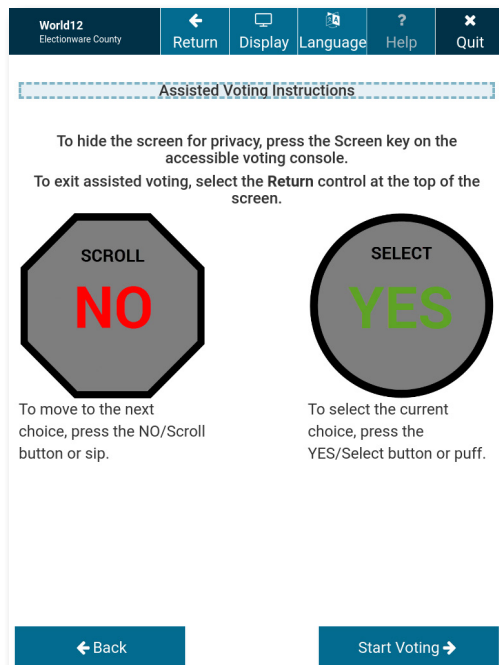 World12
Electionware County
Return
Display
Language
Help
Quit
Assisted Voting Instructions
To hide the screen for privacy, press the Screen key on the
accessible voting console.
To exit assisted voting, select the Return control at the top of the
screen.
SCROLL
NO
SELECT
YES
To move to the next
choice, press the NO/Scroll
button or sip.
To select the current
choice, press the
YES/Select button or puff.
Back
Start Voting